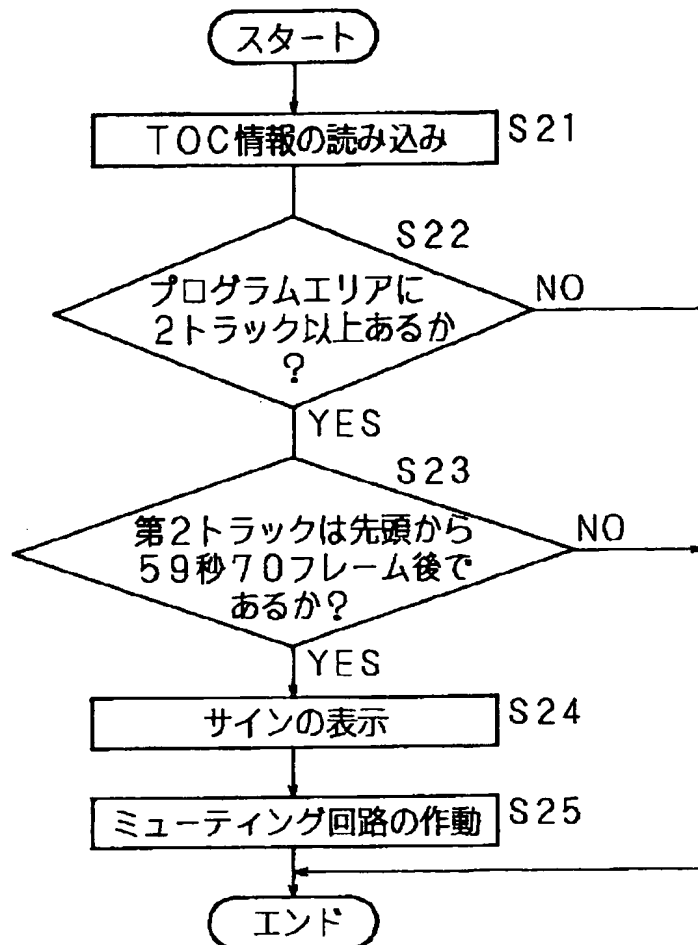 スタート
TOC情報の読み込み
S21
S22
プログラムエリアに
2トラック以上あるか
?
NO
YES
S23
第2トラックは先頭から
59秒70フレーム後で
あるか?
NO
YES
サインの表示
S24
ミューティング回路の作動
S25
エンド